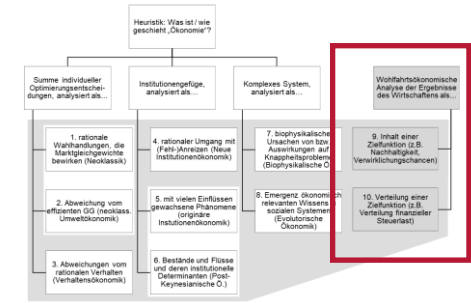 Heuristik: Was ist / wie
geschieht „Ökonomie“?
Summe individueller
Optimierungsentschei-
dungen, analysiert als...
Institutionengefüge,
analysiert als...
Komplexes System,
analysiert als...
Wohlfahrtsökonomische
Analyse der Ergebnisse
des Wirtschaftens als...
1. rationale
Wahlhandlungen, die
Marktgleichgewichte
bewirken (Neoklassik)
2. Abweichung vom
effizienten GG (neoklass.
Umweltökonomik)
3. Abweichungen vom
rationalen Verhalten
(Verhaltensökonomik)
4. rationaler Umgang mit
(Fehl-)Anreizen (Neue
Institutionenökonomik)
5. mit vielen Einflüssen
gewachsene Phänomene
(originäre
Instutionenökonomik)
6. Bestände und Flüsse
und deren institutionelle
Determinanten (Post-
Keynesianische Ö.)
7. biophysikalische
Ursachen von bzw.
Auswirkungen auf
Knappheitsprobleme
(Biophysikalische Ö.)
8. Emergenz ökonomisch
relevanten Wissens in
sozialen Systemen
(Evolutorische
Ökonomik)
9. Inhalt einer
Zielfunktion (z.B.
Nachhaltigkeit,
Verwirklichungschancen)
10. Verteilung einer
Zielfunktion (z.B.
Verteilung finanzieller
Steuerlast)